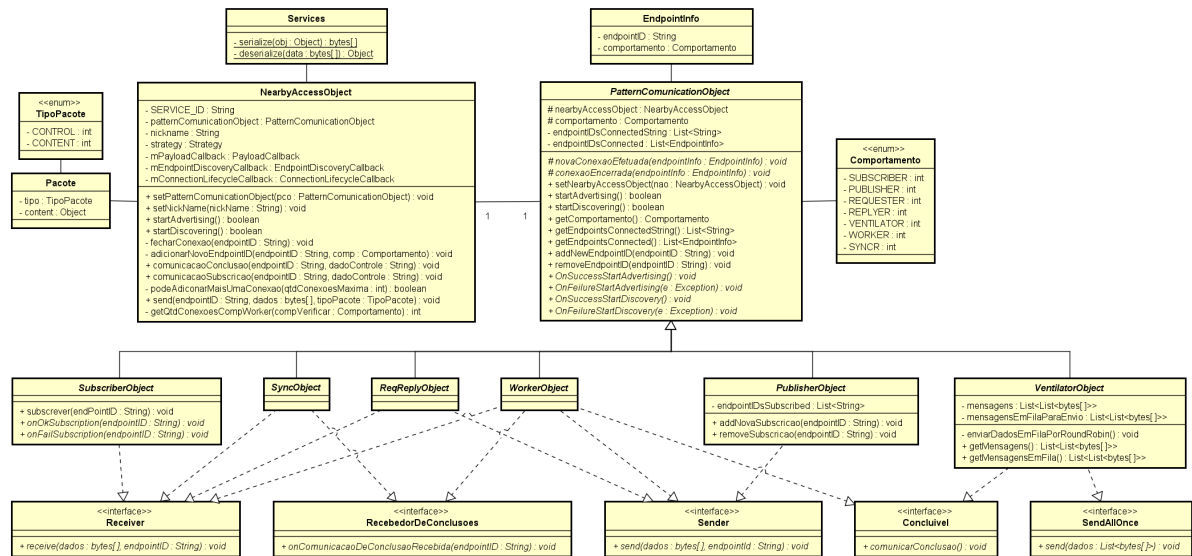 Services
- serialize(obj : Object) : bytes[ ]
- deserialize(data : bytes[ ]) : Object
EndpointInfo
- endpointID : String
- comportamento : Comportamento
<<enum>>
TipoPacote
- CONTROL : int
- CONTENT : int
Pacote
- tipo : TipoPacote
- content : Object
NearbyAccessObject
- SERVICE_ID : String
- patternComunicationObject : PatternComunicationObject
- nickname : String
- strategy : Strategy
- mPayloadCallback : PayloadCallback
- mEndpointDiscoveryCallback : EndpointDiscoveryCallback
- mConnectionLifecycleCallback : ConnectionLifecycleCallback
+ setPatternComunicationObject(pco : PatternComunicationObject) : void
+ setNickName(nickName : String) : void
+ startAdvertising() : boolean
+ startDiscovering() : boolean
- fecharConexao(endpointID : String) : void
- adicionarNovoEndpointID(endpointID : String, comp : Comportamento) : void
+ comunicacaoConclusao(endpointID : String, dadoControle : String) : void
+ comunicacaoSubscricao(endpointID : String, dadoControle : String) : void
- podeAdiconarMaisUmaConexao(qtdConexoesMaxima : int) : boolean
+ send(endpointID : String, dados : bytes[ ], tipoPacote : TipoPacote) : void
- getQtdConexoesCompWorker(compVerificar : Comportamento) : int
1
1
PatternComunicationObject
# nearbyAccessObject : NearbyAccessObject
# comportamento : Comportamento
- endpointIDsConnectedString : List<String>
- endpointIDsConnected : List<EndpointInfo>
# novaConexaoEfetuada(endpointInfo : EndpointInfo) : void
# conexaoEncerrada(endpointInfo : EndpointInfo) : void
+ setNearbyAccessObject(nao : NearbyAccessObject) : void
+ startAdvertising() : boolean
+ startDiscovering() : boolean
+ getComportamento() : Comportamento
+ getEndpointsConnectedString() : List<String>
+ getEndpointsConnected() : List<EndpointInfo>
+ addNewEndpointID(endpointID : String) : void
+ removeEndpointID(endpointID : String) : void
+ OnSuccessStartAdvertising() : void
+ OnFeilureStartAdvertising(e : Exception) : void
+ OnSuccessStartDiscovery() : void
+ OnFeilureStartDiscovery(e : Exception) : void
<<enum>>
Comportamento
- SUBSCRIBER : int
- PUBLISHER : int
- REQUESTER : int
- REPLYER : int
- VENTILATOR : int
- WORKER : int
- SYNCR : int
SubscriberObject
+ subscrever(endPointID : String) : void
+ onOkSubscription(endpointID : String) : void
+ onFailSubscription(endpointID : String) : void
SyncObject
ReqReplyObject
WorkerObject
PublisherObject
- endpointIDsSubscribed : List<String>
+ addNovaSubscricao(endpointID : String) : void
+ removeSubscricao(endpointID : String) : void
VentilatorObject
- mensagens : List<List<bytes[ ]>>
- mensagensEmFilaParaEnvio : List<List<bytes[ ]>>
- enviarDadosEmFilaPorRoundRobin() : void
+ getMensagens() : List<List<bytes[ ]>>
+ getMensagensEmFila() : List<List<bytes[ ]>>
<<interface>>
Receiver
+ receive(dados : bytes[ ], endpointID : String) : void
<<interface>>
RecebedorDeConclusoes
+ onComunicacaoDeConclusaoRecebida(endpointID : String) : void
<<interface>>
Sender
+ send(dados : bytes[ ], endpointId : String) : void
<<interface>>
Concluivel
+ comunicarConclusao() : void
<<interface>>
SendAllOnce
+ send(dados : List<bytes[ ]>) : void